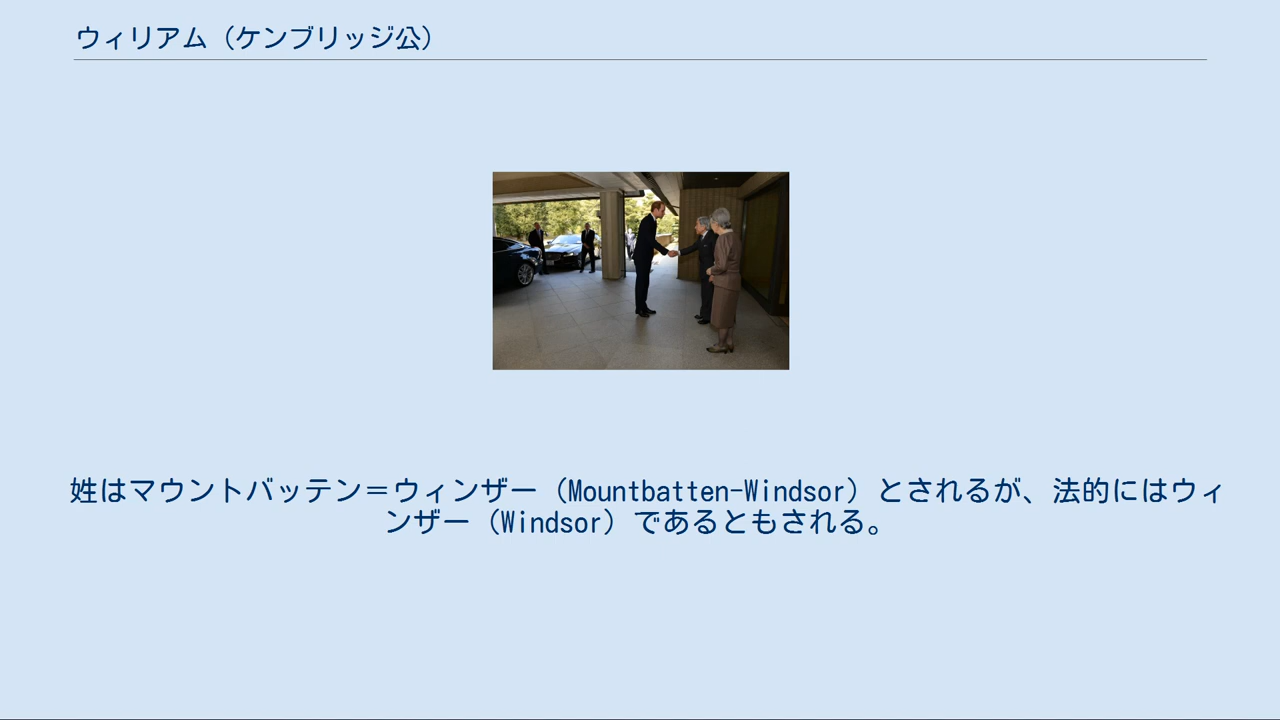 ウィリアム（ケンブリッジ公）
姓はマウントバッテン＝ウィンザー（Mountbatten-Windsor）とされるが、法的にはウィ
ンザー（Windsor）であるともされる。